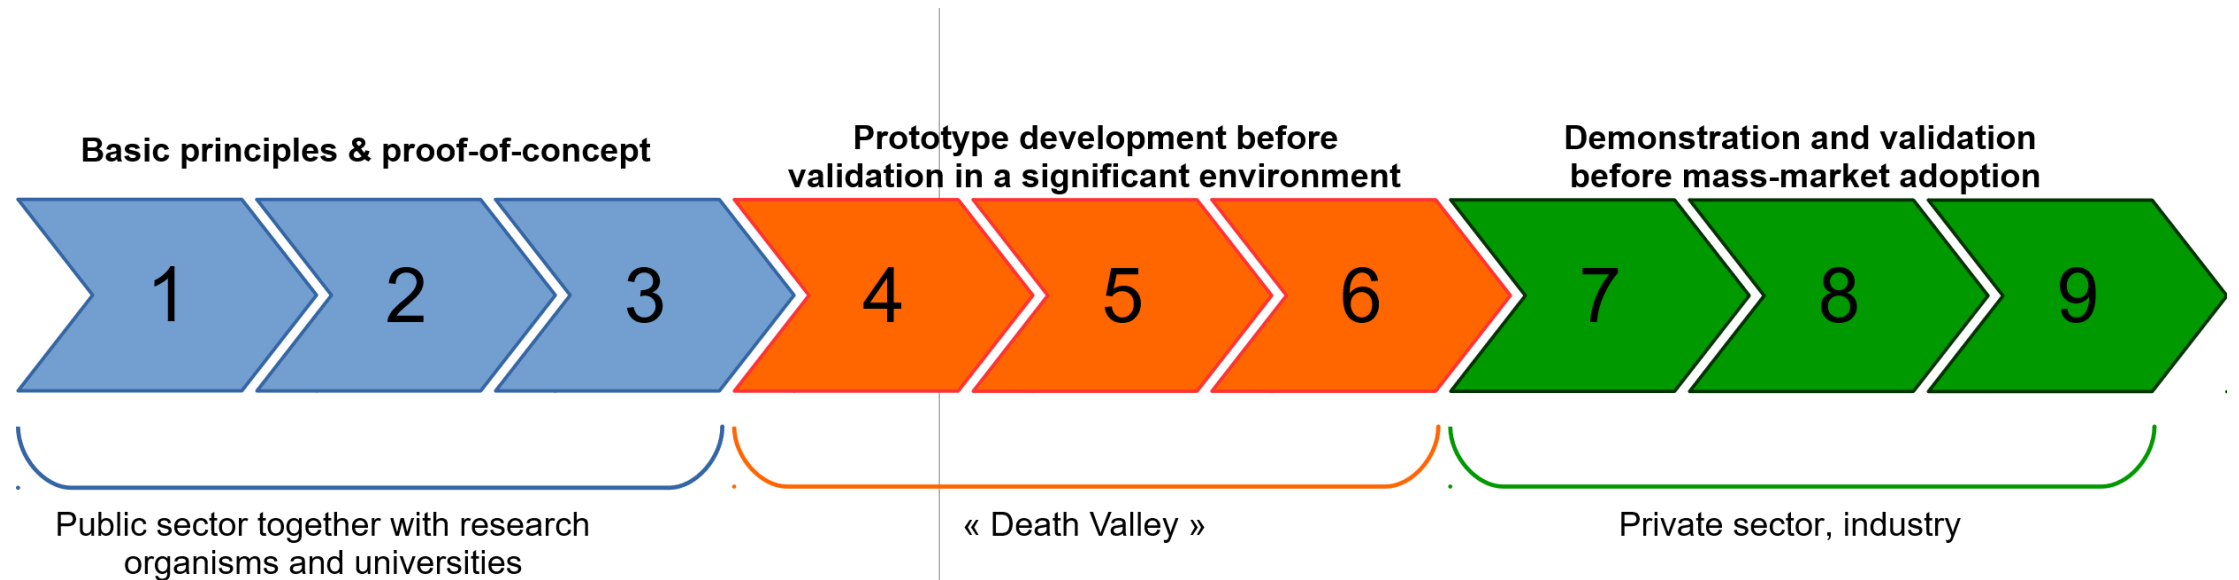 Basic principles & proof-of-concept
Prototype development before
validation in a significant environment
Demonstration and validation
before mass-market adoption
1
2
3
4
5
6
7
8
9
Public sector together with research
organisms and universities
« Death Valley »
Private sector, industry